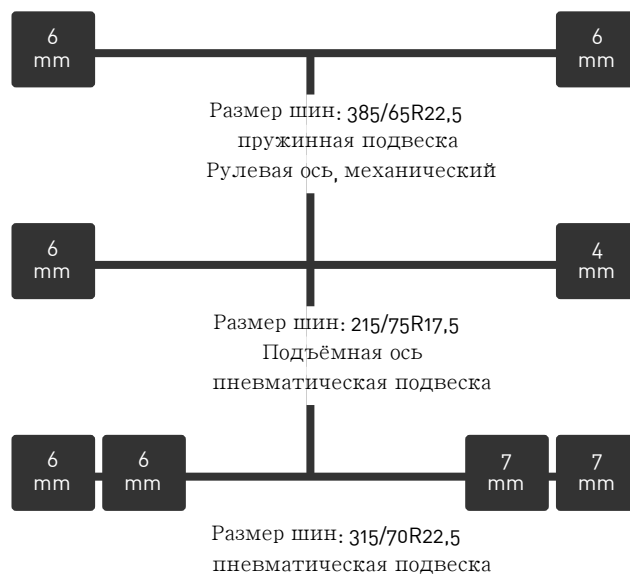 6 6
mm mm
Размер шин: 385/65R22,5
пружинная подвеска
Рулевая ось, механический
6 4
mm mm
Размер шин: 215/75R17,5
Подъёмная ось
пневматическая подвеска
6 6 7 7
mm mm mm mm
Размер шин: 315/70R22,5
пневматическая подвеска